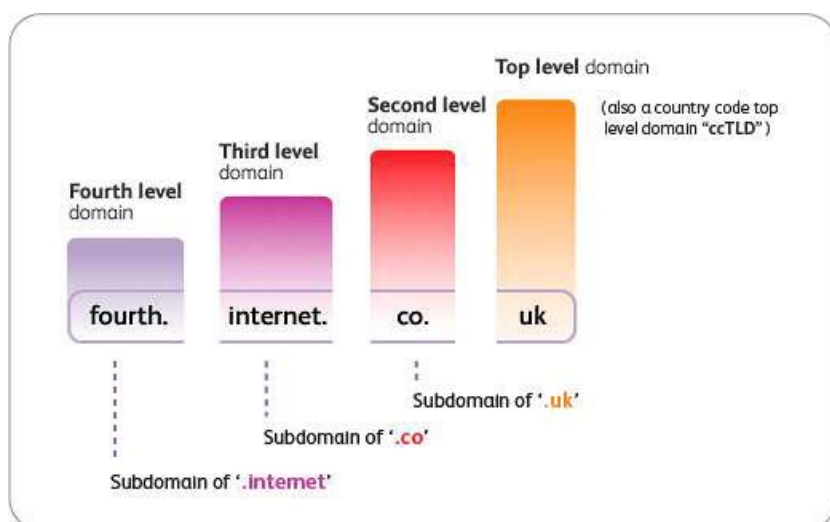 Top level domain
(also a country code top
level domain “ccTLD”)
Second level
domain
Third level
domain
Fourth level
domain
fourth. internet. co. uk
Subdomain of ‘.uk’
Subdomain of ‘.co’
Subdomain of ‘.internet’